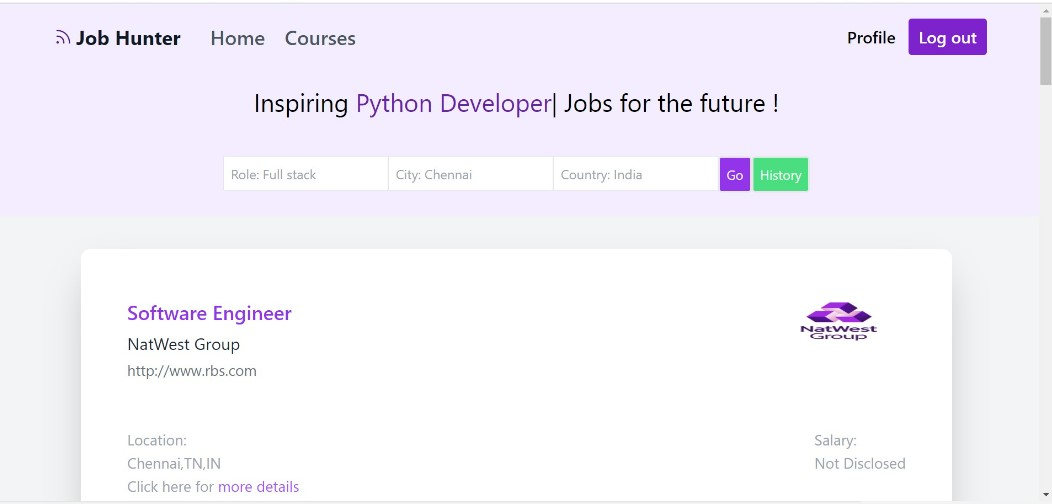 Job Hunter Home Courses Profile Log out
Inspiring Python Developer| Jobs for the future !
Role: Full stack City: Chennai Country: India Go History
Software Engineer
NatWest Group
NatWest Group
http://www.rbs.com
Location: Salary:
Chennai,TN,IN Not Disclosed
Click here for more details